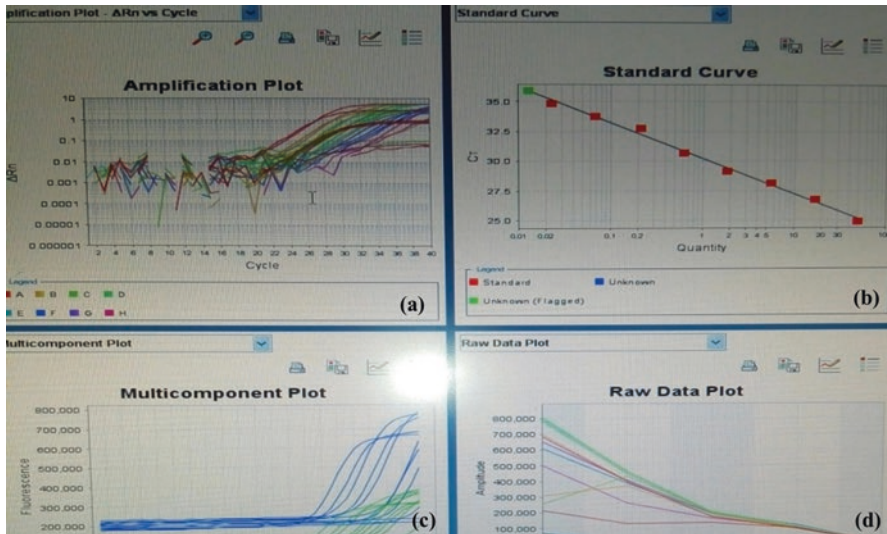 plification Plot - ΔRn vs Cycle
Amplification Plot
10
1
0.1
0.01
0.001
0.0001
0.00001
0.000001
ΔRn
2 4 6 8 10 12 14 16 18 20 22 24 26 28 30 32 34 36 38 40
Cycle
Legend
A B C D
E F G H
(a)
Standard Curve
Standard Curve
35.0
32.5
30.0
27.5
25.0
CT
0.01 0.02 0.1 0.2 1 2 3 4 6 10 20 30 10
Quantity
Legend
Standard Unknown
Unknown (Flagged)
(b)
Multicomponent Plot
Multicomponent Plot
800,000
700,000
600,000
500,000
400,000
300,000
200,000
Fluorescence
(c)
Raw Data Plot
Raw Data Plot
800,000
700,000
600,000
500,000
400,000
300,000
200,000
100,000
Amplitude
(d)